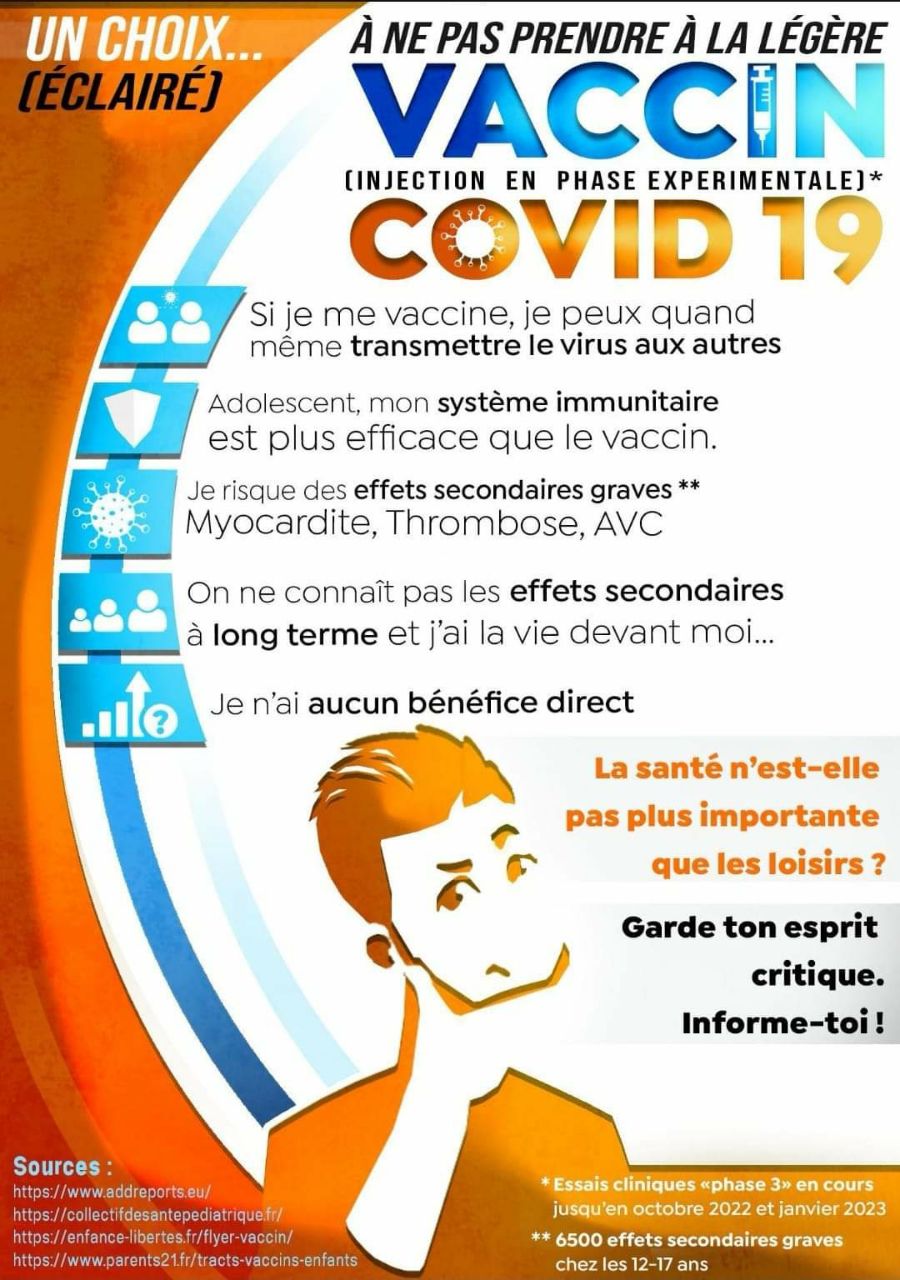 UN CHOIX...
(ÉCLAIRÉ)
À NE PAS PRENDRE À LA LÉGÈRE
VACCIN
(INJECTION EN PHASE EXPERIMENTALE)*
COVID 19
Si je me vaccine, je peux quand
même transmettre le virus aux autres
Adolescent, mon système immunitaire
est plus efficace que le vaccin.
Je risque des effets secondaires graves **
Myocardite, Thrombose, AVC
On ne connaît pas les effets secondaires
à long terme et j'ai la vie devant moi...
?
Je n'ai aucun bénéfice direct
La santé n'est-elle
pas plus importante
que les loisirs ?
Garde ton esprit
critique.
Informe-toi !
Sources :
https://www.addreports.eu/
https://collectifdesantepediatrique.fr/
https://enfance-libertes.fr/flyer-vaccin/
https://www.parents21.fr/tracts-vaccins-enfants
* Essais cliniques «phase 3» en cours
jusqu'en octobre 2022 et janvier 2023
** 6500 effets secondaires graves
chez les 12-17 ans